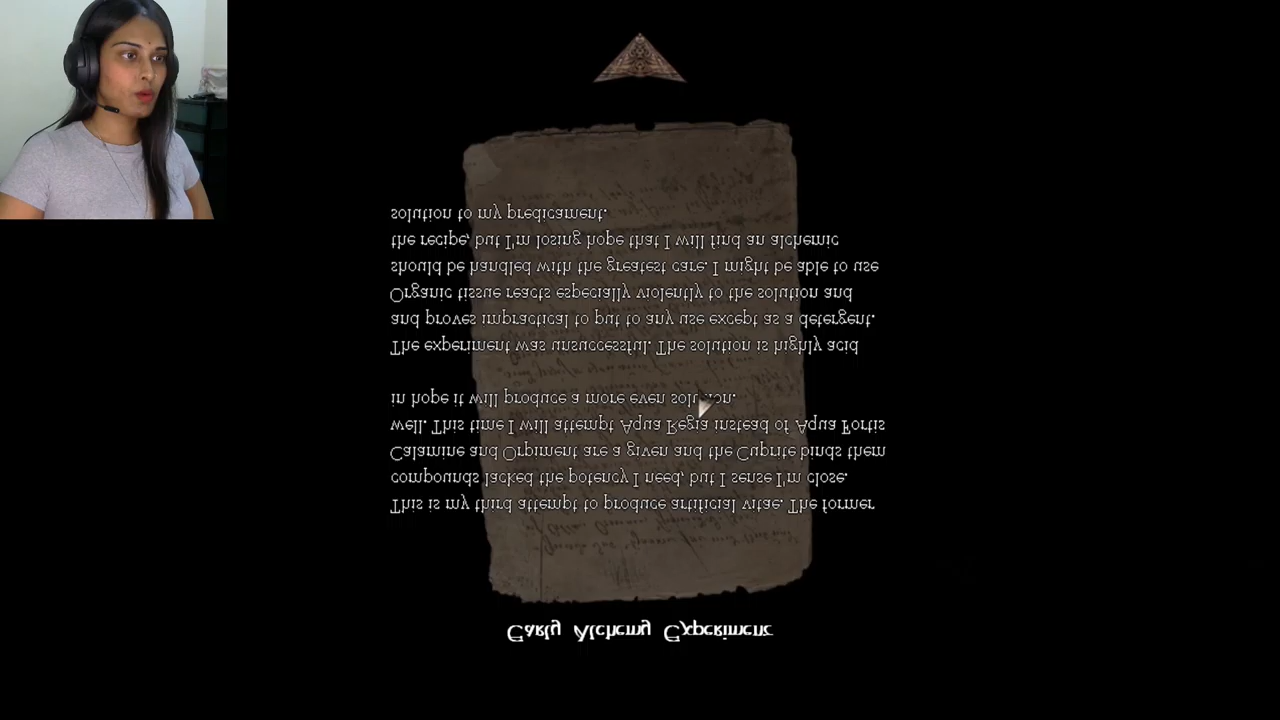 Early Alchemy Experiment
This is my third attempt to produce artificial vitae. The former
compounds lacked the potency I need, but I sense I'm close.
Calamine and Orpiment are a given and the Cuprite binds them
well. This time I will attempt Aqua Regia instead of Aqua Fortis
in hope it will produce a more even solution.
The experiment was unsuccessful. The solution is highly acid
and proves impractical to put to any use except as a detergent.
Organic tissue reacts especially violently to the solution and
should be handled with the greatest care. I might be able to use
the recipe, but I'm losing hope that I will find an alchemic
solution to my predicament.